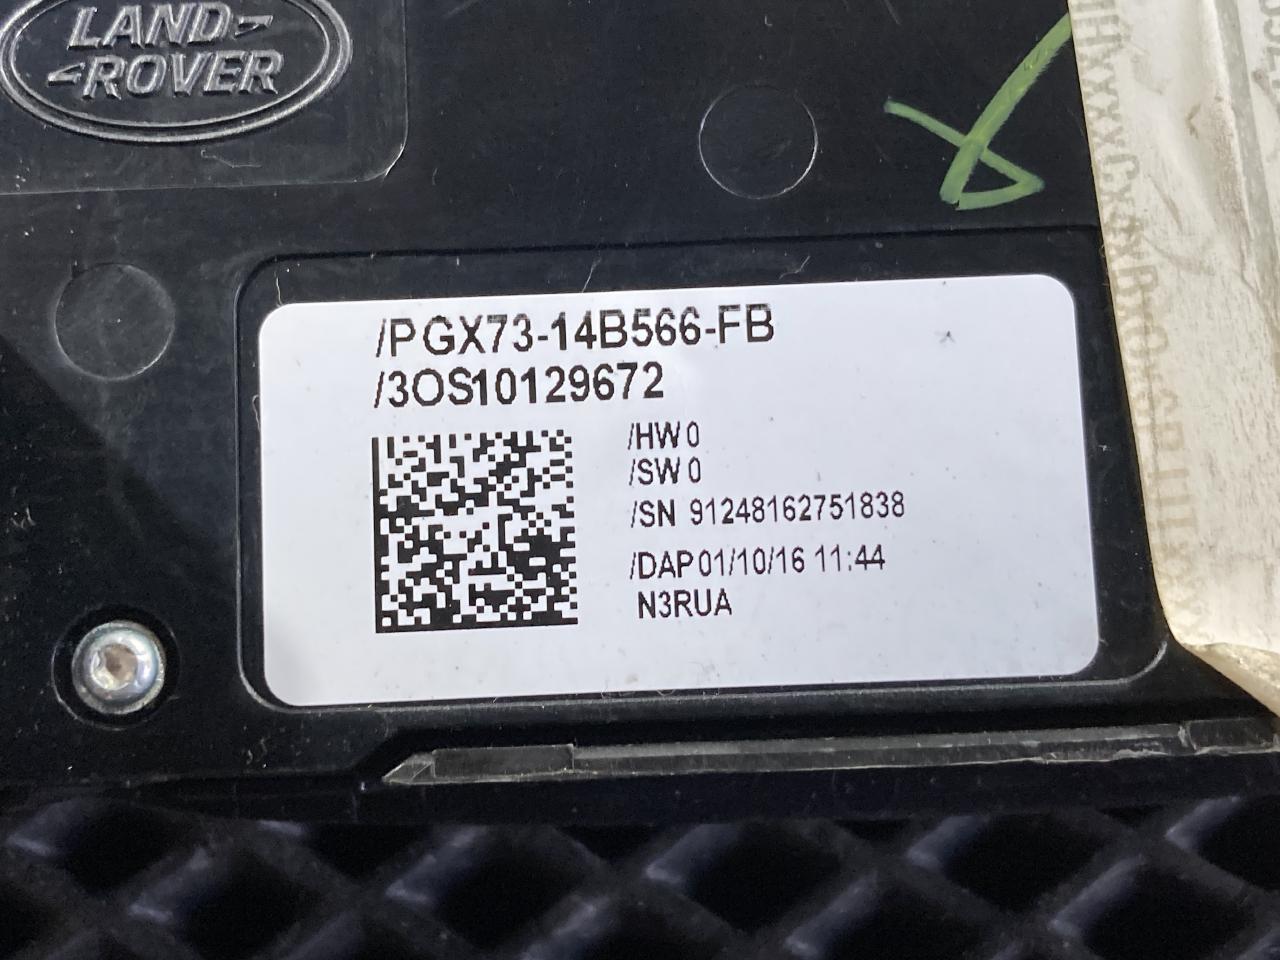 LAND
ROVER
/PGX73-14B566-FB
/3OS10129672
/HW 0
/SW 0
/SN 91248162751838
/DAP 01/10/16 11:44
N3RUA